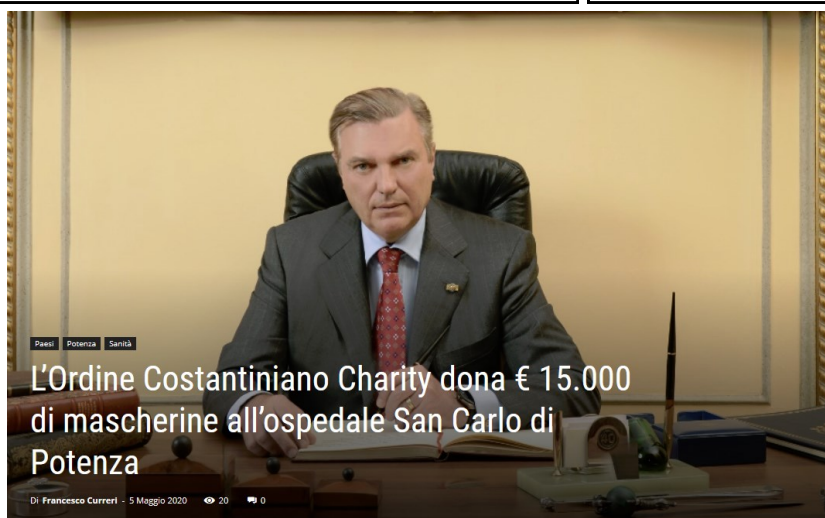 Paesi Potenza Sanità
L'Ordine Costantiniano Charity dona € 15.000
di mascherine all'ospedale San Carlo di
Potenza
Di Francesco Curreri - 5 Maggio 2020 20 0